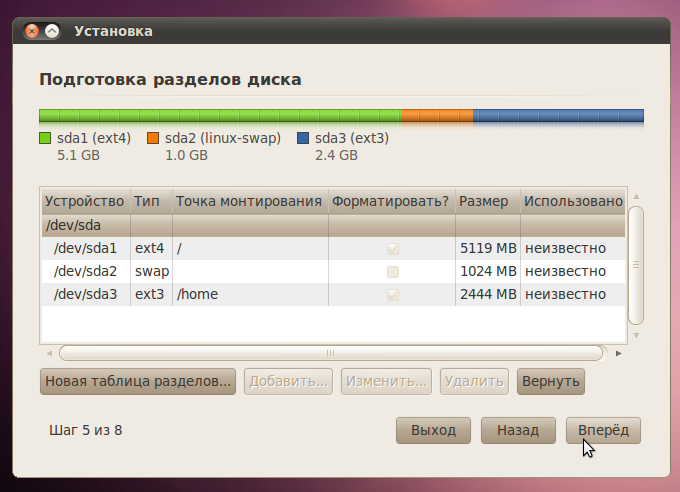 Установка
Подготовка разделов диска
sda1 (ext4) sda2 (linux-swap) sda3 (ext3)
5.1 GB 1.0 GB 2.4 GB
Устройство Тип Точка монтирования Форматировать? Размер Использовано
/dev/sda
/dev/sda1 ext4 / 5119 MB неизвестно
/dev/sda2 swap 1024 MB неизвестно
/dev/sda3 ext3 /home 2444 MB неизвестно
Новая таблица разделов... Добавить... Изменить... Удалить Вернуть
Шаг 5 из 8 Выход Назад Вперёд